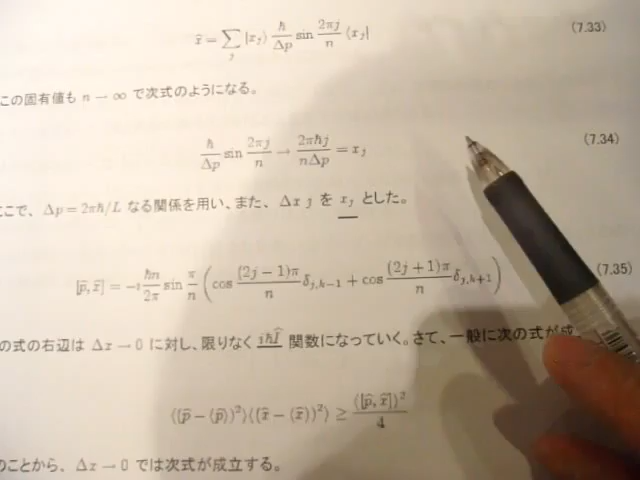 x̂ = ∑_j |x_j⟩ ħ/Δp sin 2πj/n ⟨x_j| (7.33)
この固有値も n → ∞ で次式のようになる。
ħ/Δp sin 2πj/n → 2πħj/nΔp = x_j (7.34)
こで、Δp = 2πħ/L なる関係を用い、また、Δx j を x_j とした。
[p̂, x̂] = −i ħn/2π sin π/n ( cos (2j−1)π/n δ_{j,k−1} + cos (2j+1)π/n δ_{j,k+1} ) (7.35)
の式の右辺は Δx → 0 に対し、限りなく iħÎ 関数になっていく。さて、一般に次の式が成
⟨(p̂ − ⟨p̂⟩)²⟩⟨(x̂ − ⟨x̂⟩)²⟩ ≥ ⟨[p̂, x̂]⟩²/4
のことから、Δx → 0 では次式が成立する。